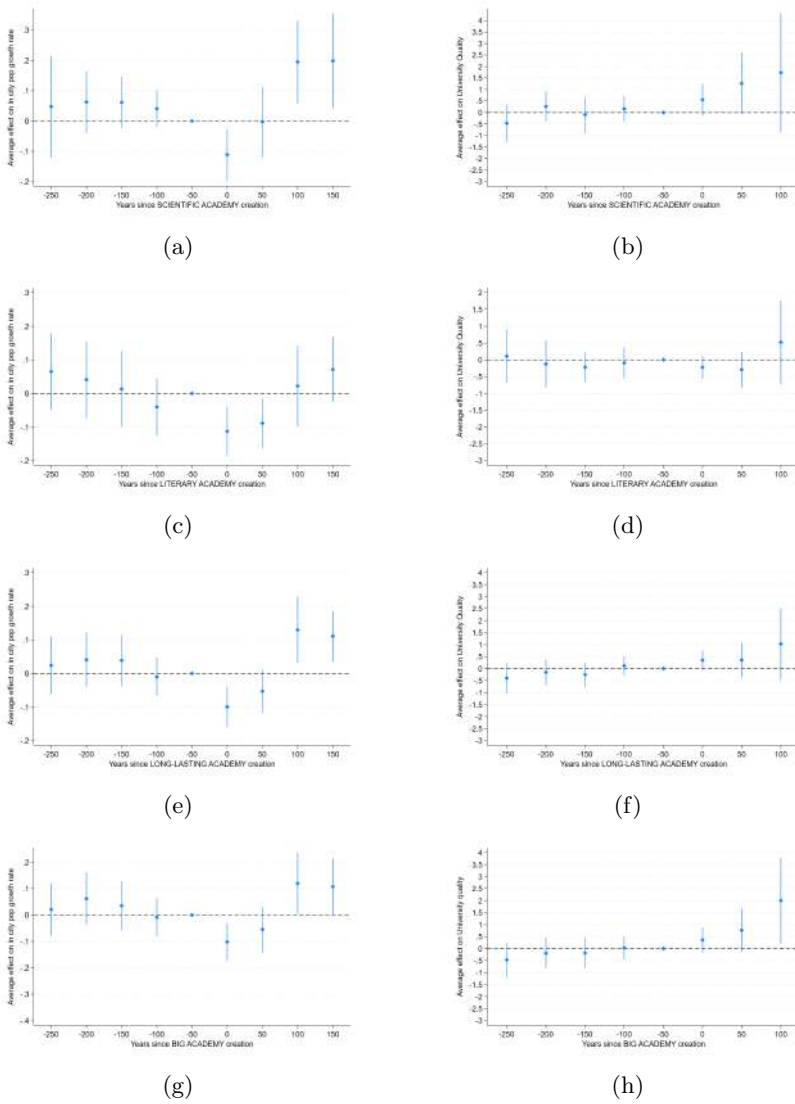 Average effect on ln city pop growth rate
.3
.2
.1
0
-.1
-.2
-250 -200 -150 -100 -50 0 50 100 150
Years since SCIENTIFIC ACADEMY creation
(a)
Average effect on University Quality
4
3.5
3
2.5
2
1.5
1
.5
0
-.5
-1
-1.5
-2
-2.5
-3
-250 -200 -150 -100 -50 0 50 100
Years since SCIENTIFIC ACADEMY creation
(b)
Average effect on ln city pop growth rate
.3
.2
.1
0
-.1
-.2
-250 -200 -150 -100 -50 0 50 100 150
Years since LITERARY ACADEMY creation
(c)
Average effect on University Quality
2
1.5
1
.5
0
-.5
-1
-1.5
-2
-2.5
-3
-250 -200 -150 -100 -50 0 50 100
Years since LITERARY ACADEMY creation
(d)
Average effect on ln city pop growth rate
.3
.2
.1
0
-.1
-.2
-250 -200 -150 -100 -50 0 50 100 150
Years since LONG-LASTING ACADEMY creation
(e)
Average effect on University Quality
4
3.5
3
2.5
2
1.5
1
.5
0
-.5
-1
-1.5
-2
-2.5
-3
-250 -200 -150 -100 -50 0 50 100
Years since LONG-LASTING ACADEMY creation
(f)
Average effect on ln city pop growth rate
.2
.1
0
-.1
-.2
-.3
-.4
-250 -200 -150 -100 -50 0 50 100 150
Years since BIG ACADEMY creation
(g)
Average effect on University quality
4
3.5
3
2.5
2
1.5
1
.5
0
-.5
-1
-1.5
-2
-2.5
-3
-250 -200 -150 -100 -50 0 50 100
Years since BIG ACADEMY creation
(h)